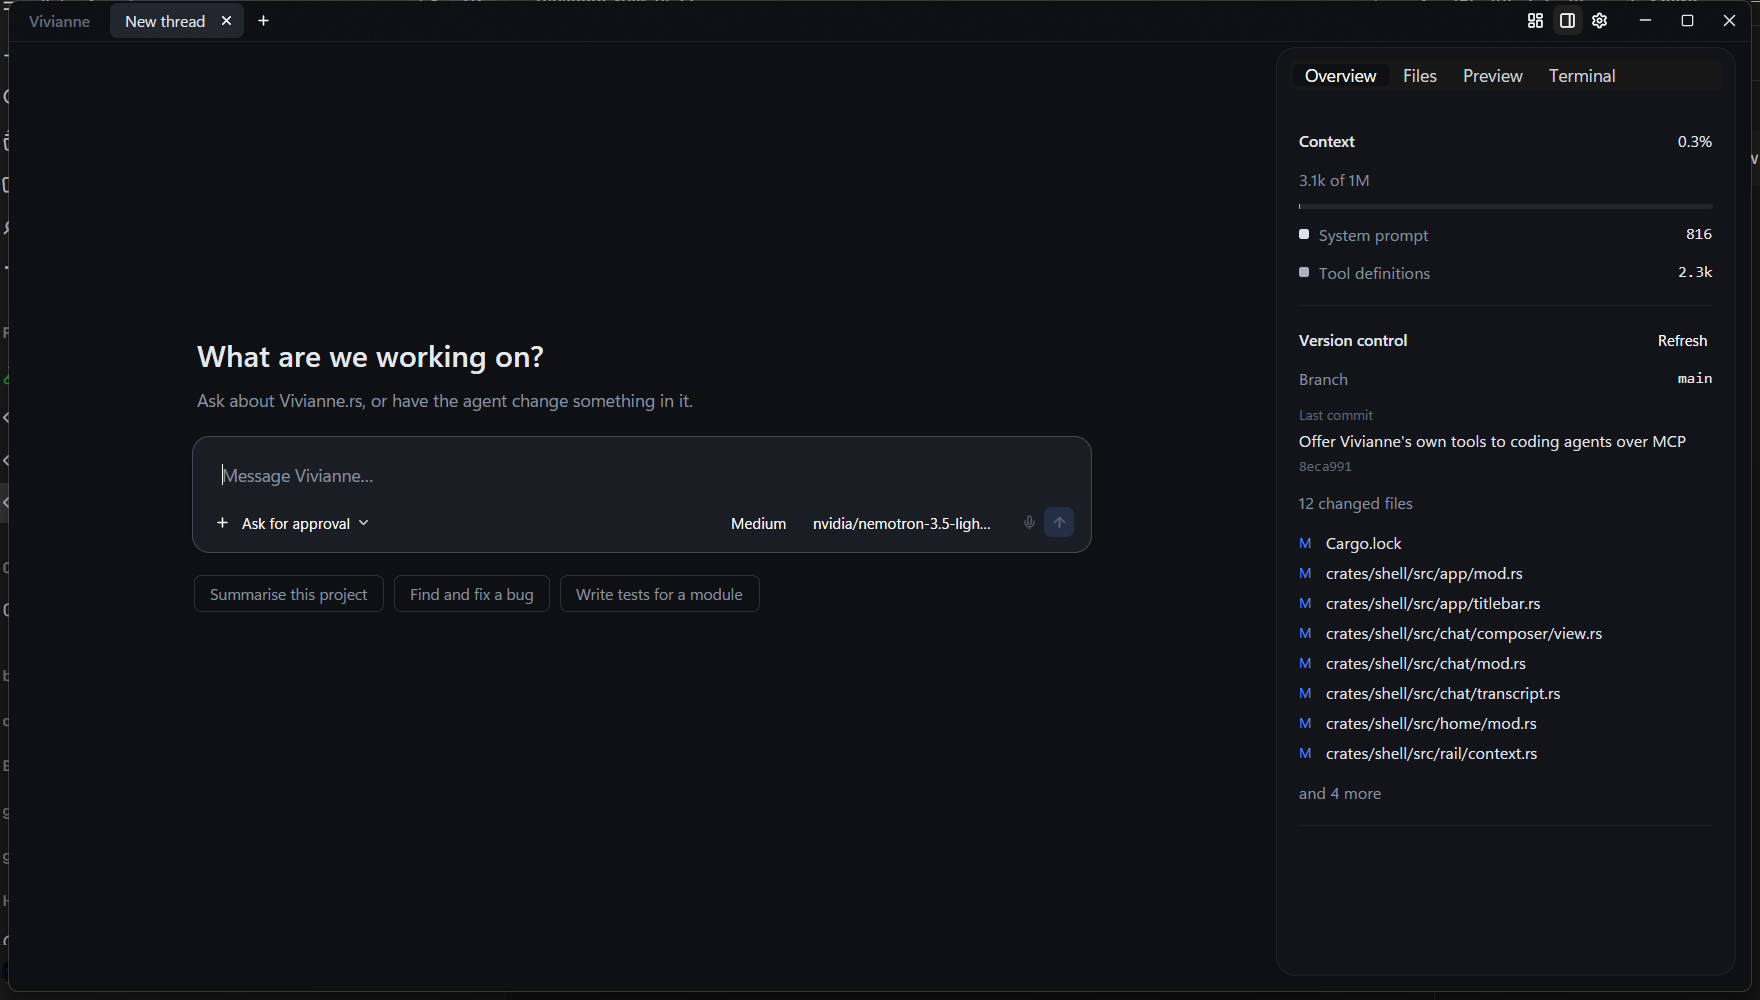 Vivianne
New thread
Overview Files Preview Terminal
Context 0.3%
3.1k of 1M
System prompt 816
Tool definitions 2.3k
Version control Refresh
Branch main
Last commit
Offer Vivianne's own tools to coding agents over MCP
8eca991
12 changed files
M Cargo.lock
M crates/shell/src/app/mod.rs
M crates/shell/src/app/titlebar.rs
M crates/shell/src/chat/composer/view.rs
M crates/shell/src/chat/mod.rs
M crates/shell/src/chat/transcript.rs
M crates/shell/src/home/mod.rs
M crates/shell/src/rail/context.rs
and 4 more
What are we working on?
Ask about Vivianne.rs, or have the agent change something in it.
Message Vivianne...
Ask for approval Medium nvidia/nemotron-3.5-ligh...
Summarise this project Find and fix a bug Write tests for a module